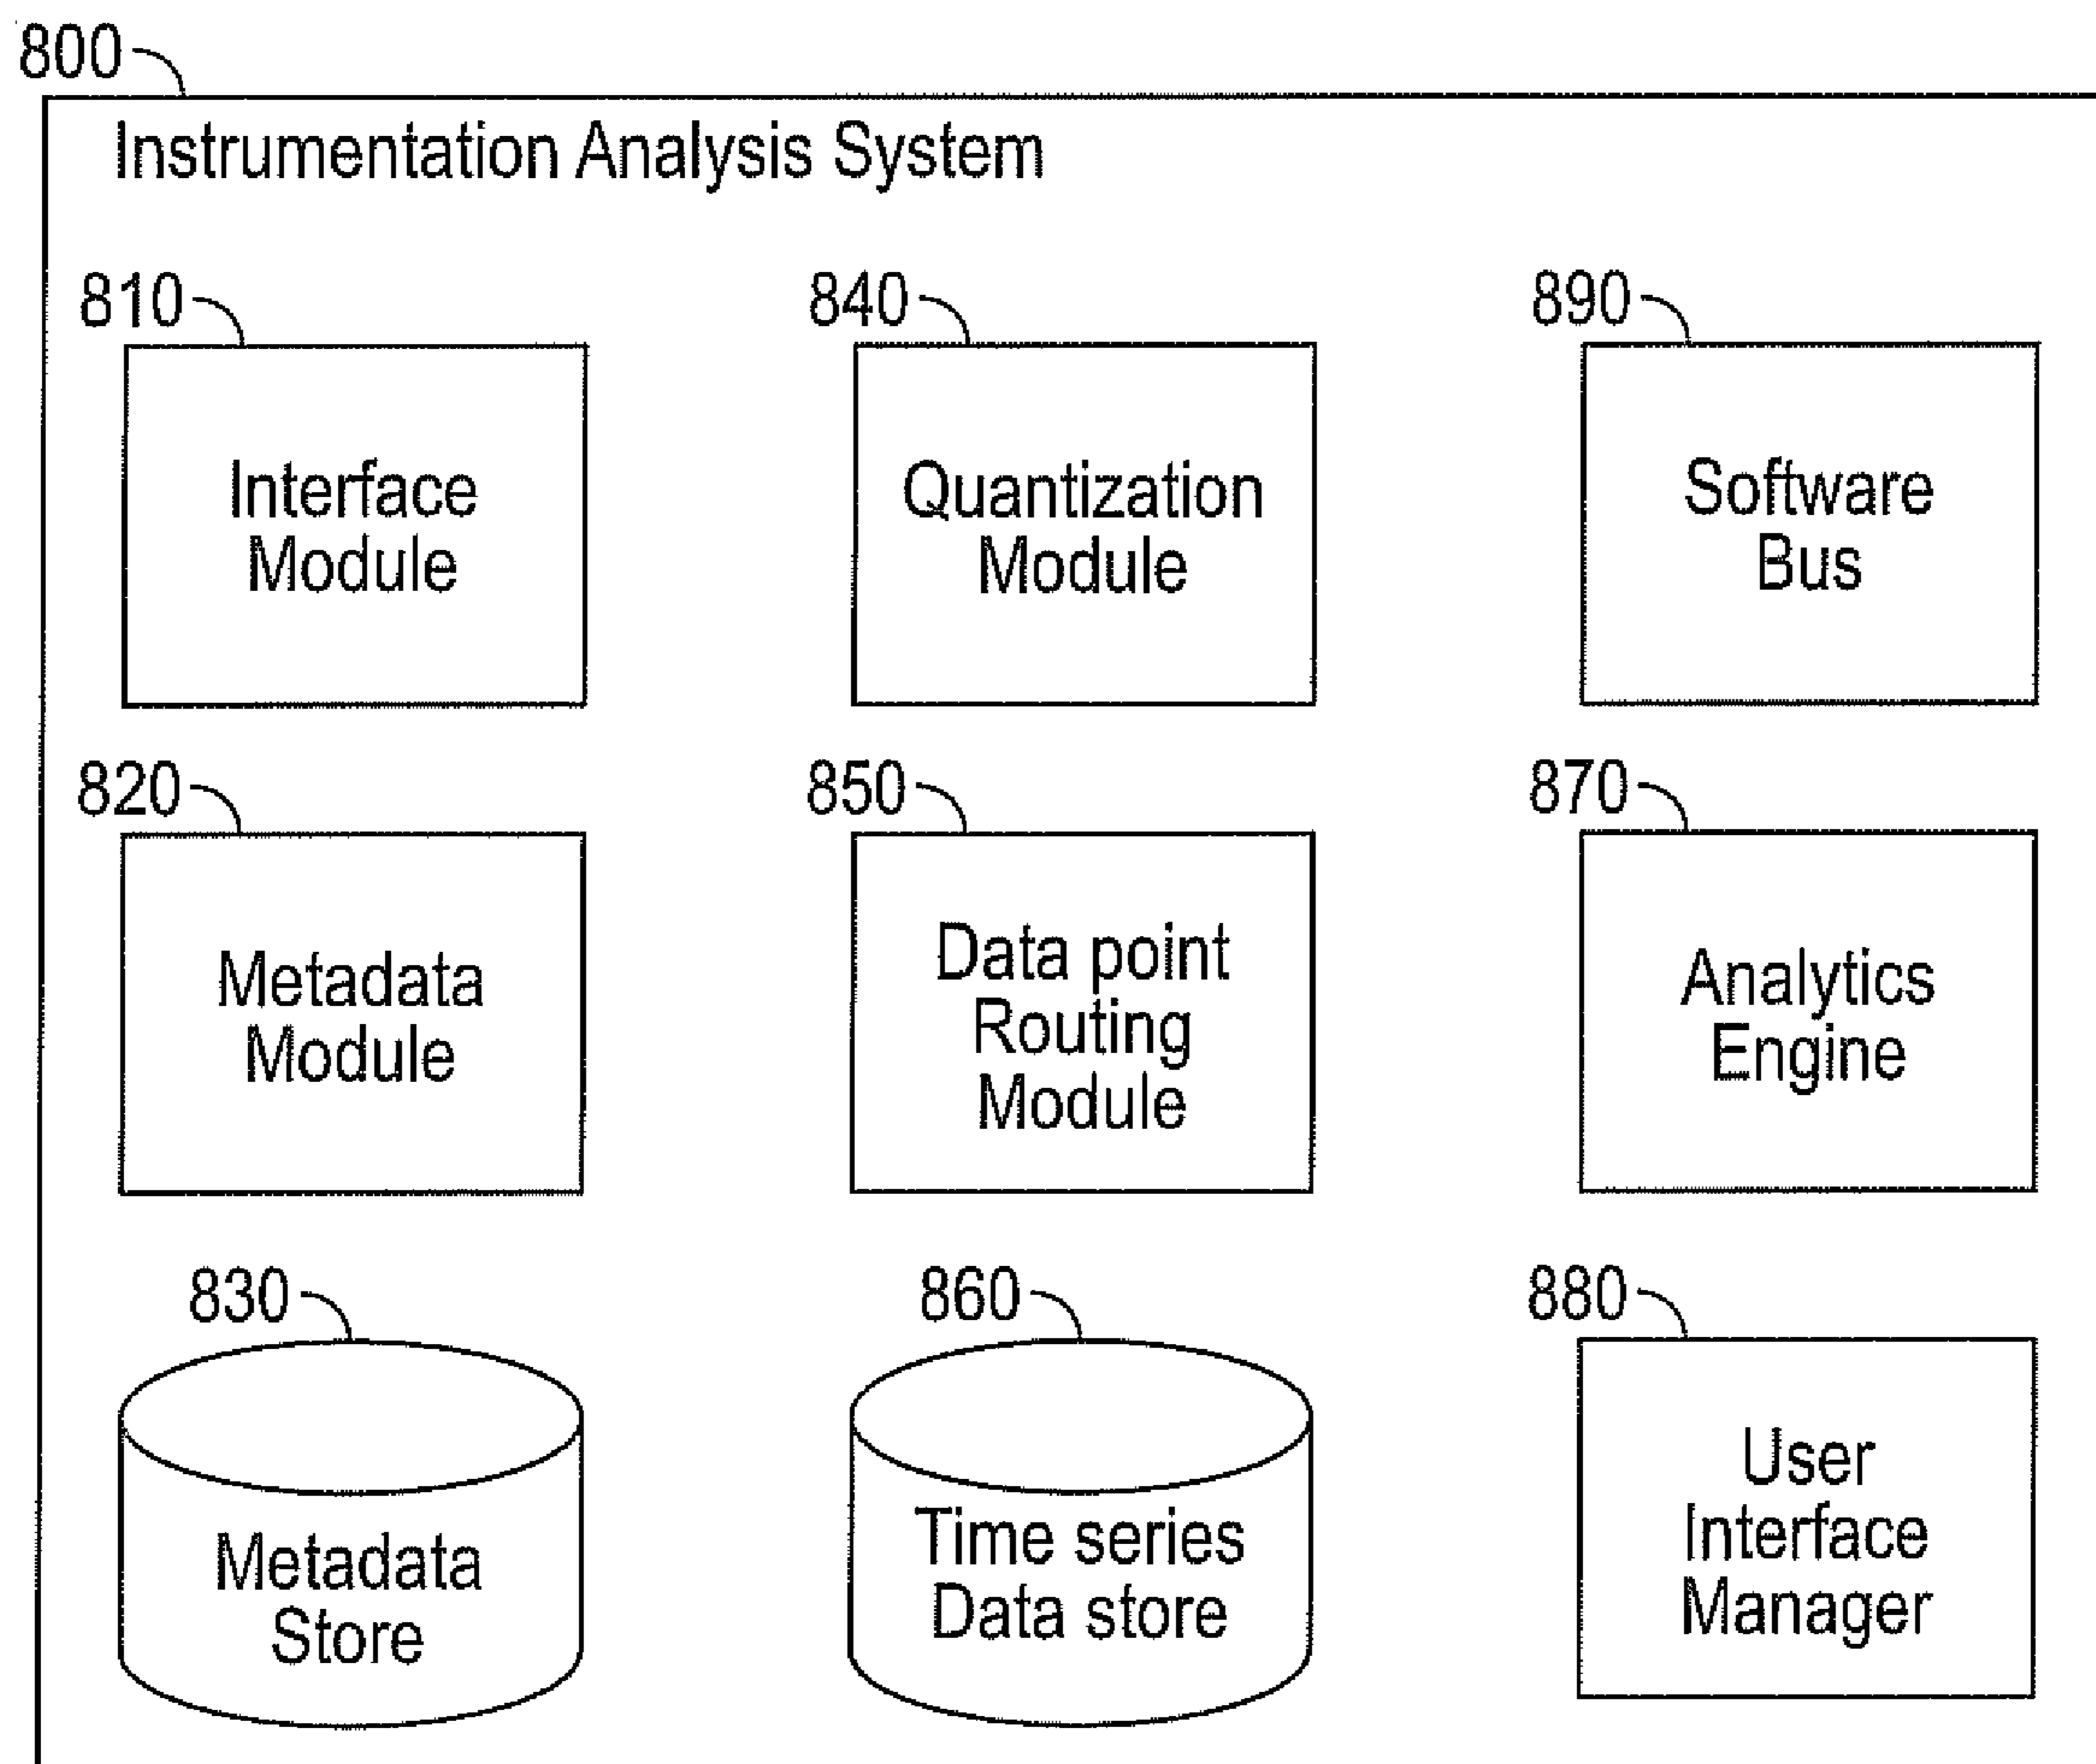 800
Instrumentation Analysis System
810
840
890
Interface
Module
Quantization
Module
Software
Bus
820
850
870
Metadata
Module
Data point
Routing
Module
Analytics
Engine
830
860
880
Metadata
Store
Time series
Data store
User
Interface
Manager